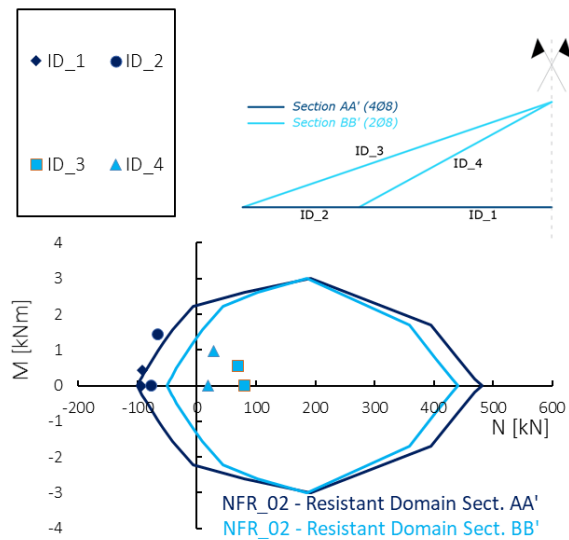 ID_1 ID_2
ID_3 ID_4
Section AA' (4Ø8)
Section BB' (2Ø8)
ID_3
ID_4
ID_2 ID_1
4
3
2
1
0
-1
-2
-3
-4
M [kNm]
-200 -100 0 100 200 300 400 500 600
N [kN]
NFR_02 - Resistant Domain Sect. AA'
NFR_02 - Resistant Domain Sect. BB'